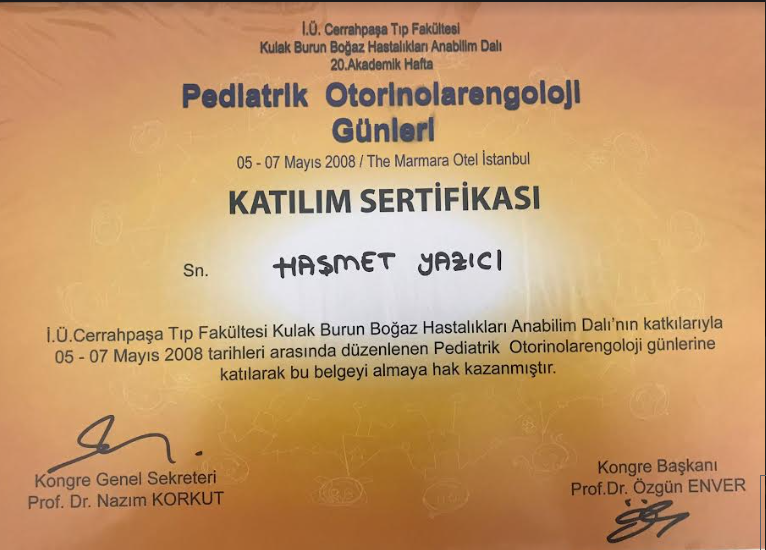 İ.Ü. Cerrahpaşa Tıp Fakültesi
Kulak Burun Boğaz Hastalıkları Anabilim Dalı
20.Akademik Hafta
Pediatrik Otorinolarengoloji
Günleri
05 - 07 Mayıs 2008 / The Marmara Otel İstanbul
KATILIM SERTİFİKASI
Sn. HAŞMET YAZICI
İ.Ü.Cerrahpaşa Tıp Fakültesi Kulak Burun Boğaz Hastalıkları Anabilim Dalı'nın katkılarıyla
05 - 07 Mayıs 2008 tarihleri arasında düzenlenen Pediatrik Otorinolarengoloji günlerine
katılarak bu belgeyi almaya hak kazanmıştır.
Kongre Genel Sekreteri
Prof. Dr. Nazım KORKUT
Kongre Başkanı
Prof.Dr. Özgün ENVER